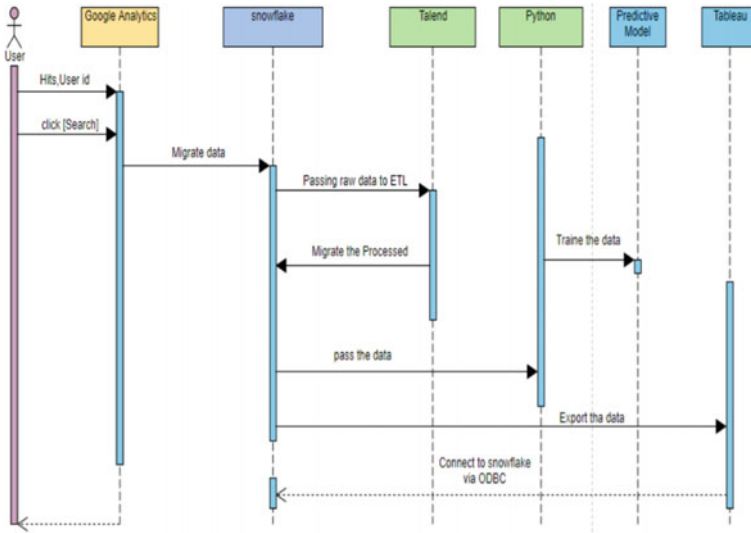 Google Analytics
snowflake
Talend
Python
Predictive
Model
Tableau
User
Hits,User id
click [Search]
Migrate data
Passing raw data to ETL
Migrate the Processed
Traine the data
pass the data
Export tha data
Connect to snowflake
via ODBC